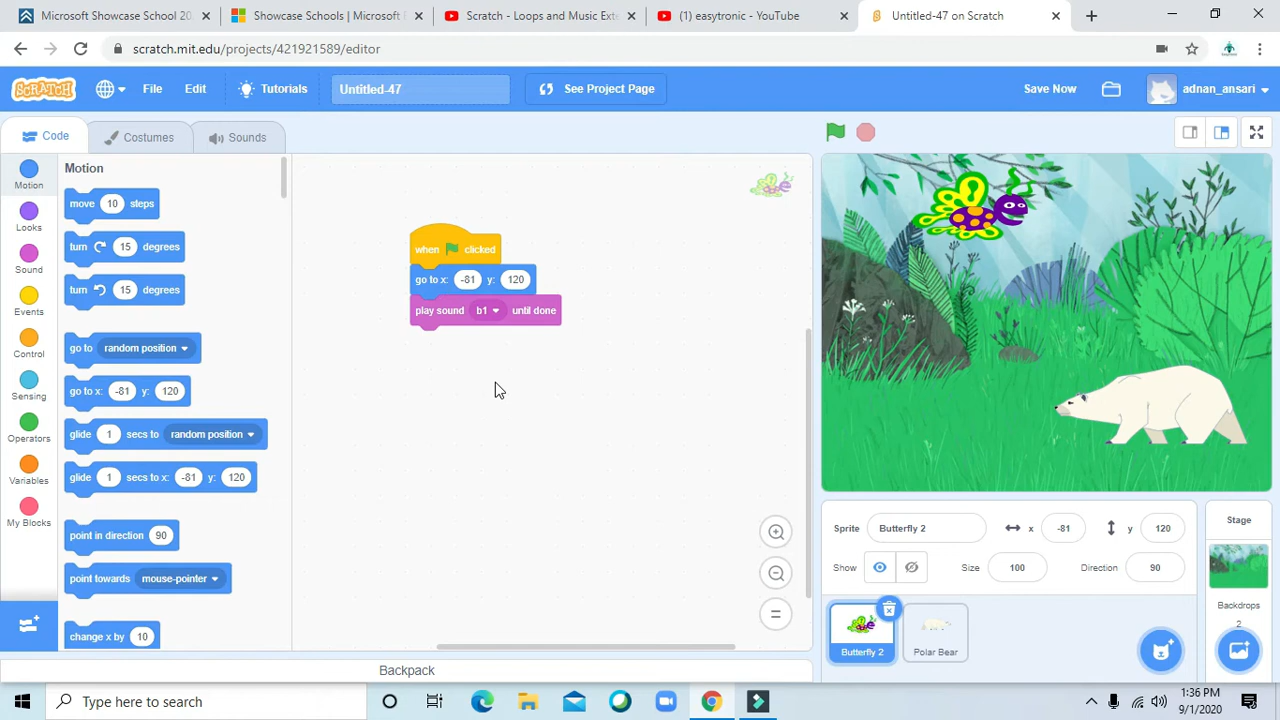 Microsoft Showcase School 20
Showcase Schools | Microsoft
Scratch - Loops and Music Ext
(1) easytronic - YouTube
Untitled-47 on Scratch
scratch.mit.edu/projects/421921589/editor
SCRATCH File Edit Tutorials Untitled-47 See Project Page Save Now adnan_ansari
Code Costumes Sounds
Motion
Looks
Sound
Events
Control
Sensing
Operators
Variables
My Blocks
Motion
move 10 steps
turn 15 degrees
turn 15 degrees
go to random position
go to x: -81 y: 120
glide 1 secs to random position
glide 1 secs to x: -81 y: 120
point in direction 90
point towards mouse-pointer
change x by 10
when clicked
go to x: -81 y: 120
play sound b1 until done
Sprite Butterfly 2 x -81 y 120
Show Size 100 Direction 90
Butterfly 2
Polar Bear
Stage
Backdrops
2
Backpack
Type here to search
1:36 PM
9/1/2020